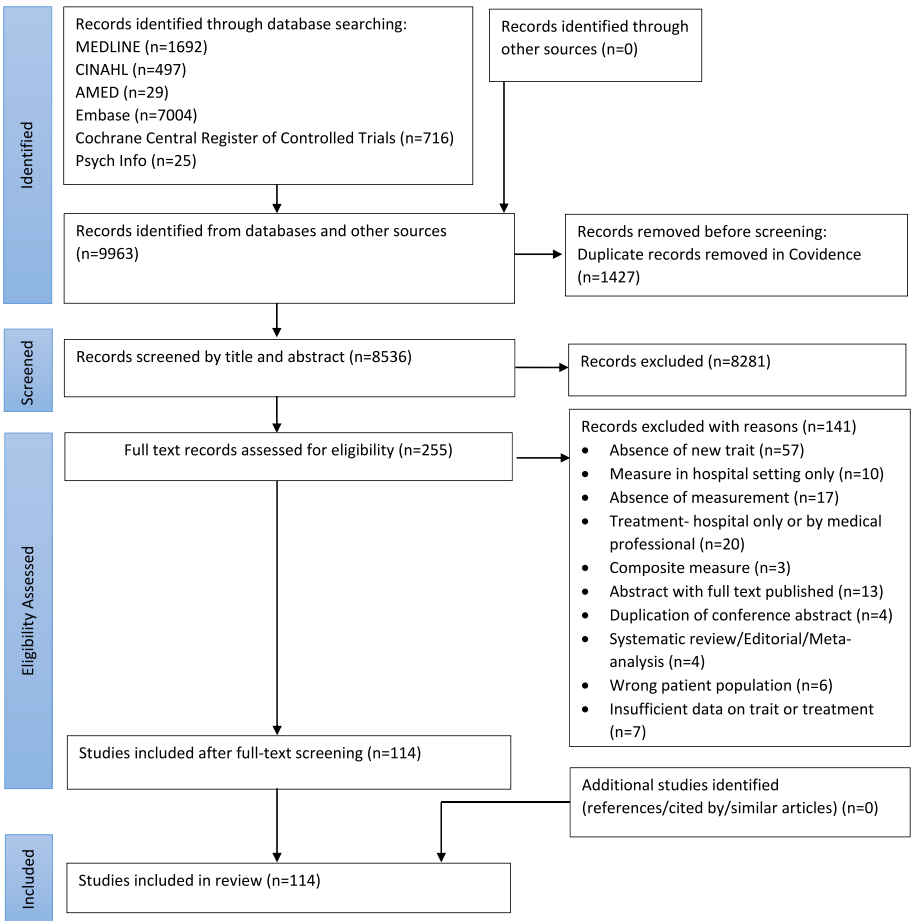 Identified
Records identified through database searching:
MEDLINE (n=1692)
CINAHL (n=497)
AMED (n=29)
Embase (n=7004)
Cochrane Central Register of Controlled Trials (n=716)
Psych Info (n=25)
Records identified through
other sources (n=0)
Records identified from databases and other sources
(n=9963)
Records removed before screening:
Duplicate records removed in Covidence
(n=1427)
Screened
Records screened by title and abstract (n=8536)
Records excluded (n=8281)
Eligibility Assessed
Full text records assessed for eligibility (n=255)
Records excluded with reasons (n=141)
• Absence of new trait (n=57)
• Measure in hospital setting only (n=10)
• Absence of measurement (n=17)
• Treatment- hospital only or by medical
professional (n=20)
• Composite measure (n=3)
• Abstract with full text published (n=13)
• Duplication of conference abstract (n=4)
• Systematic review/Editorial/Meta-
analysis (n=4)
• Wrong patient population (n=6)
• Insufficient data on trait or treatment
(n=7)
Studies included after full-text screening (n=114)
Additional studies identified
(references/cited by/similar articles) (n=0)
Included
Studies included in review (n=114)